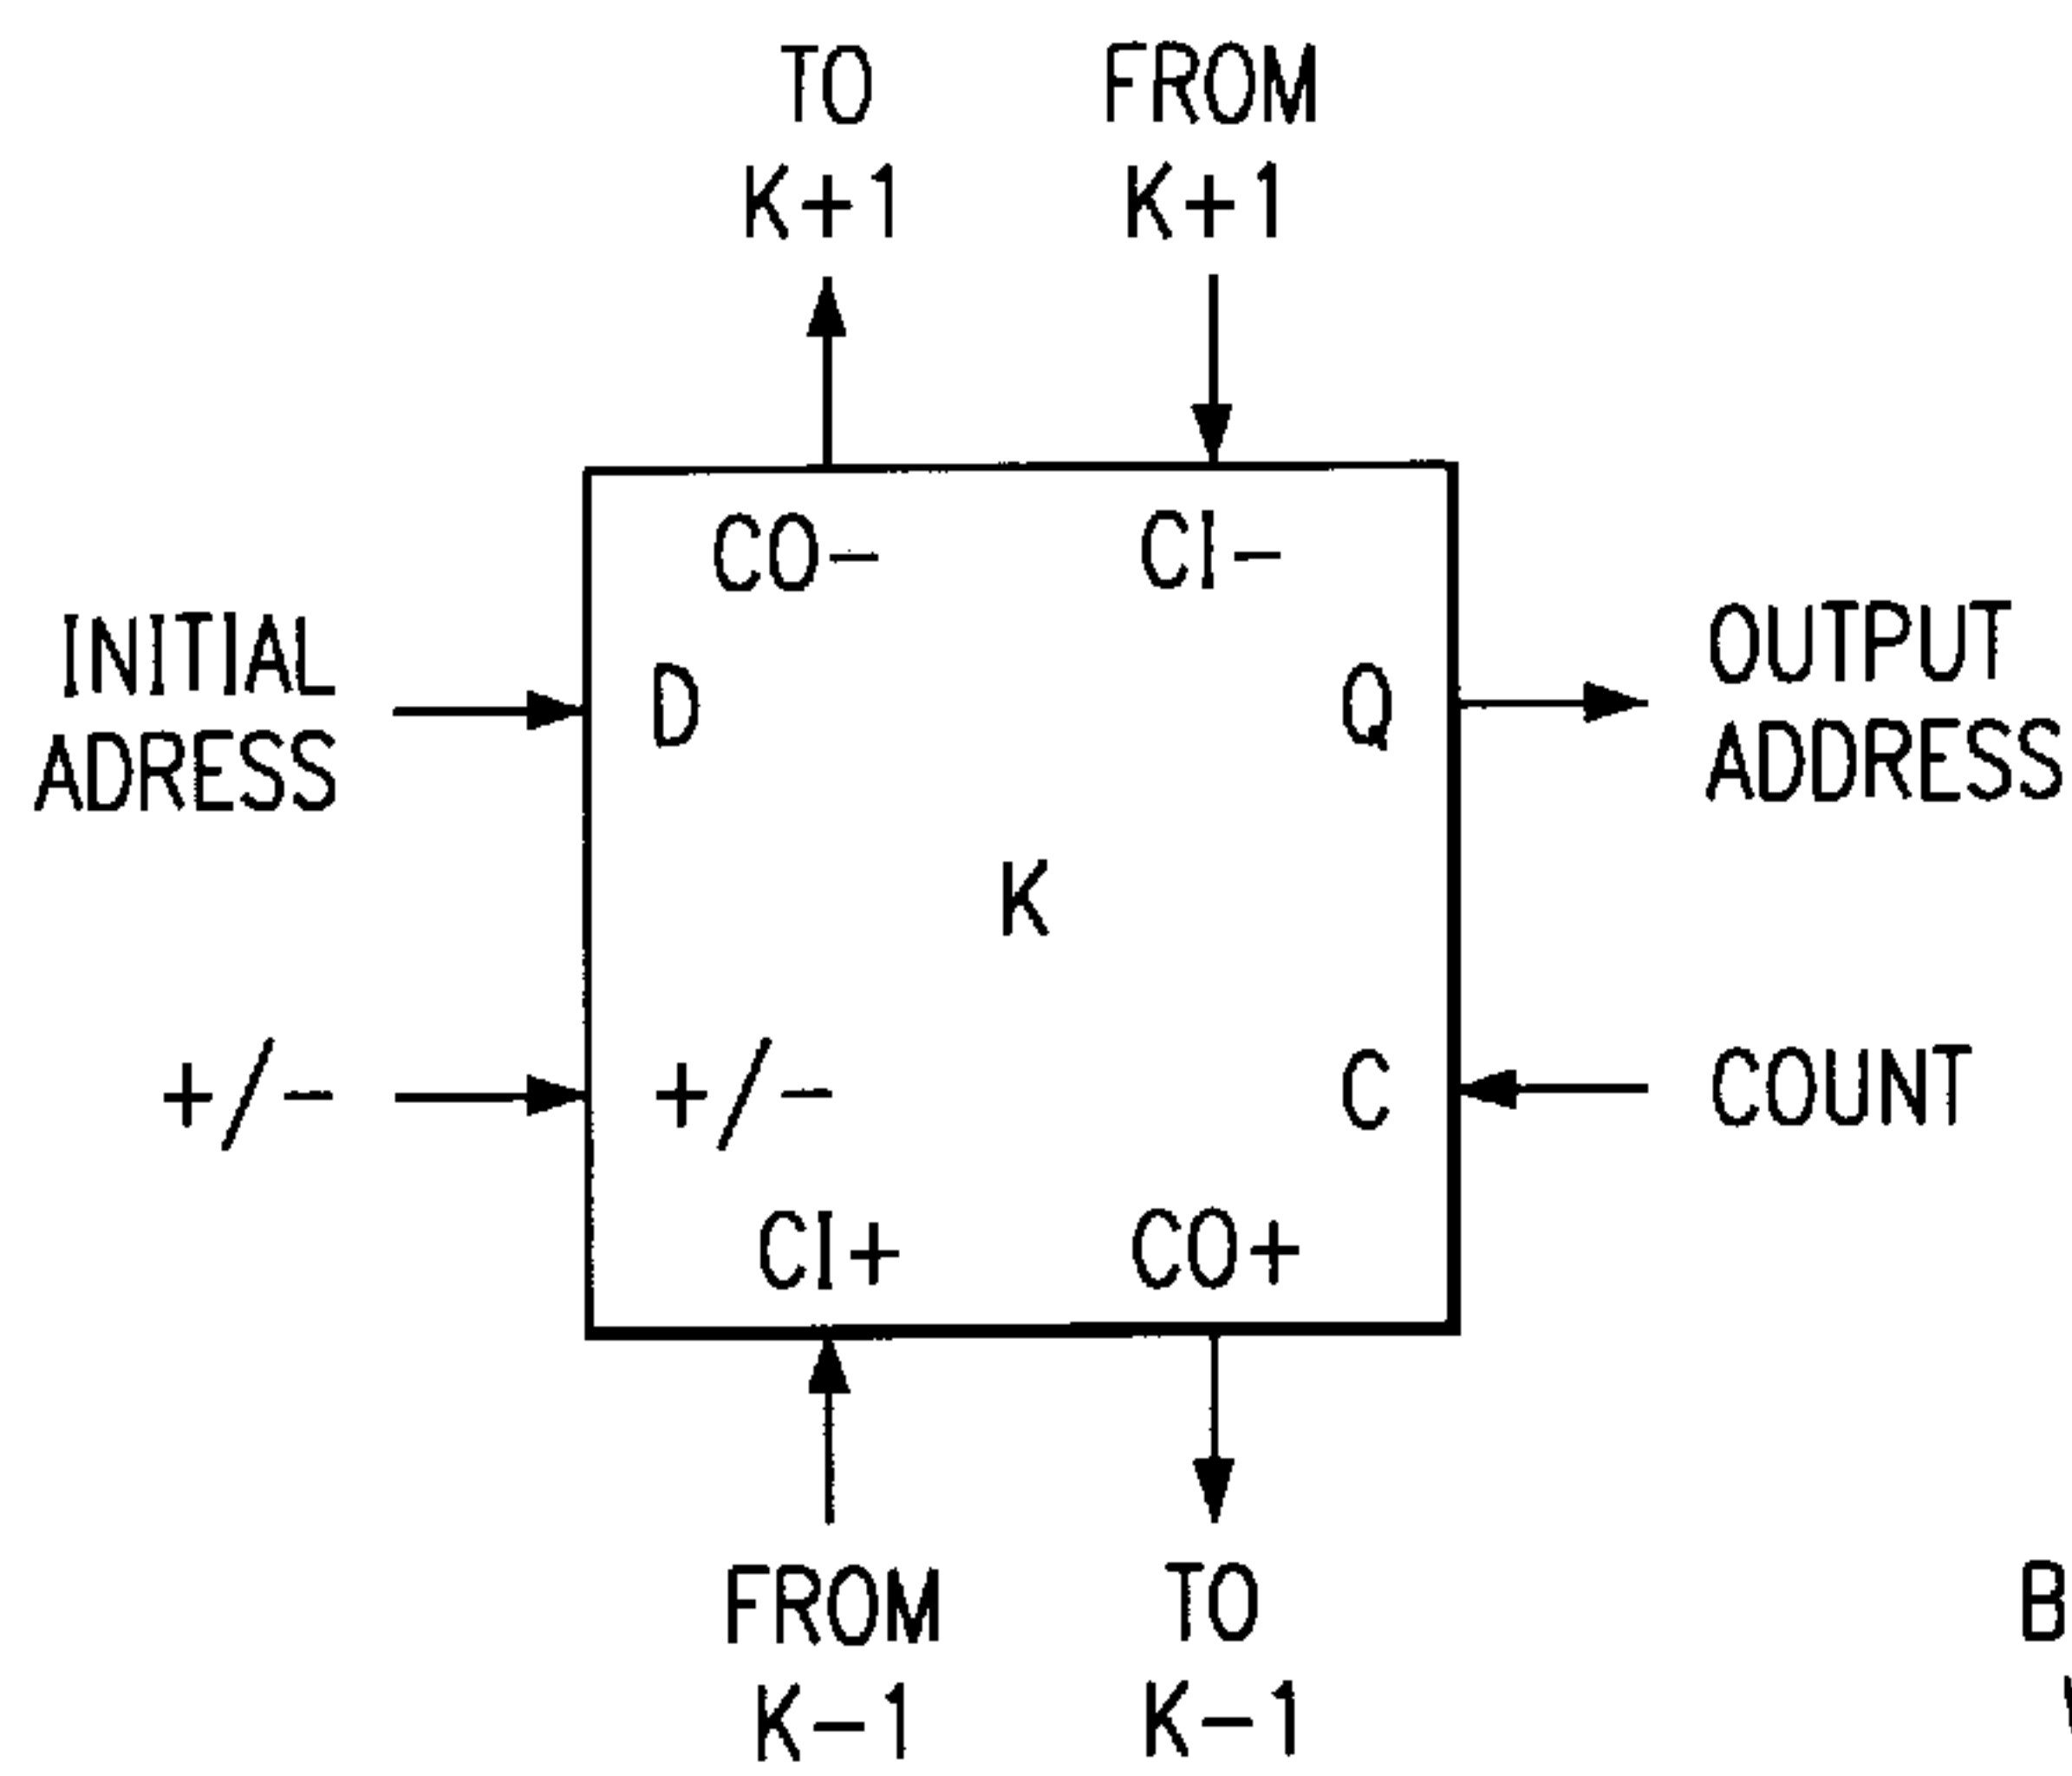 TO
K+1
FROM
K+1
CO-
CI-
INITIAL
ADRESS
D
Q
OUTPUT
ADDRESS
K
+/-
+/-
C
COUNT
CI+
CO+
FROM
K-1
TO
K-1
B